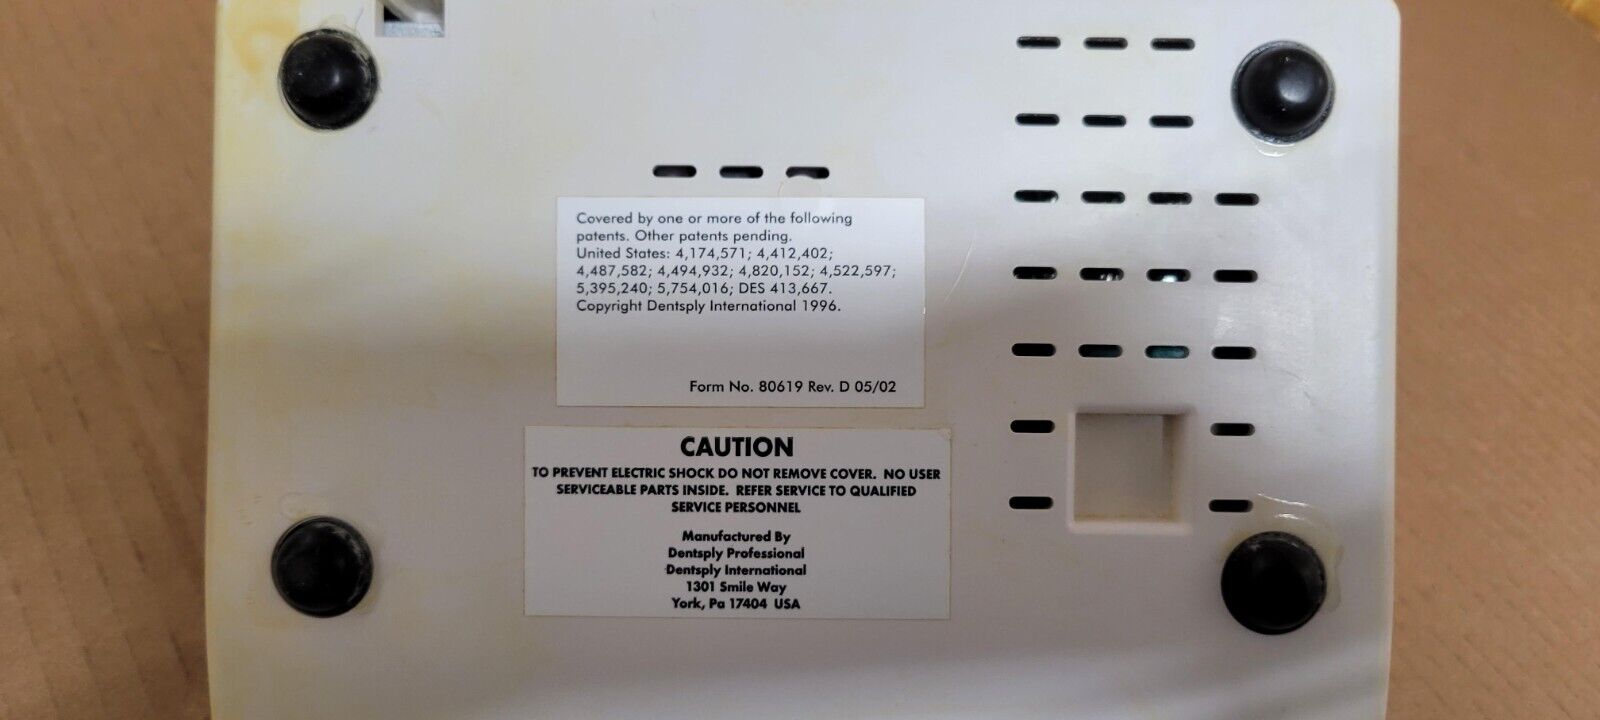 Covered by one or more of the following
patents. Other patents pending.
United States: 4,174,571; 4,412,402;
4,487,582; 4,494,932; 4,820,152; 4,522,597;
5,395,240; 5,754,016; DES 413,667.
Copyright Dentsply International 1996.
Form No. 80619 Rev. D 05/02
CAUTION
TO PREVENT ELECTRIC SHOCK DO NOT REMOVE COVER. NO USER
SERVICEABLE PARTS INSIDE. REFER SERVICE TO QUALIFIED
SERVICE PERSONNEL
Manufactured By
Dentsply Professional
Dentsply International
1301 Smile Way
York, Pa 17404 USA